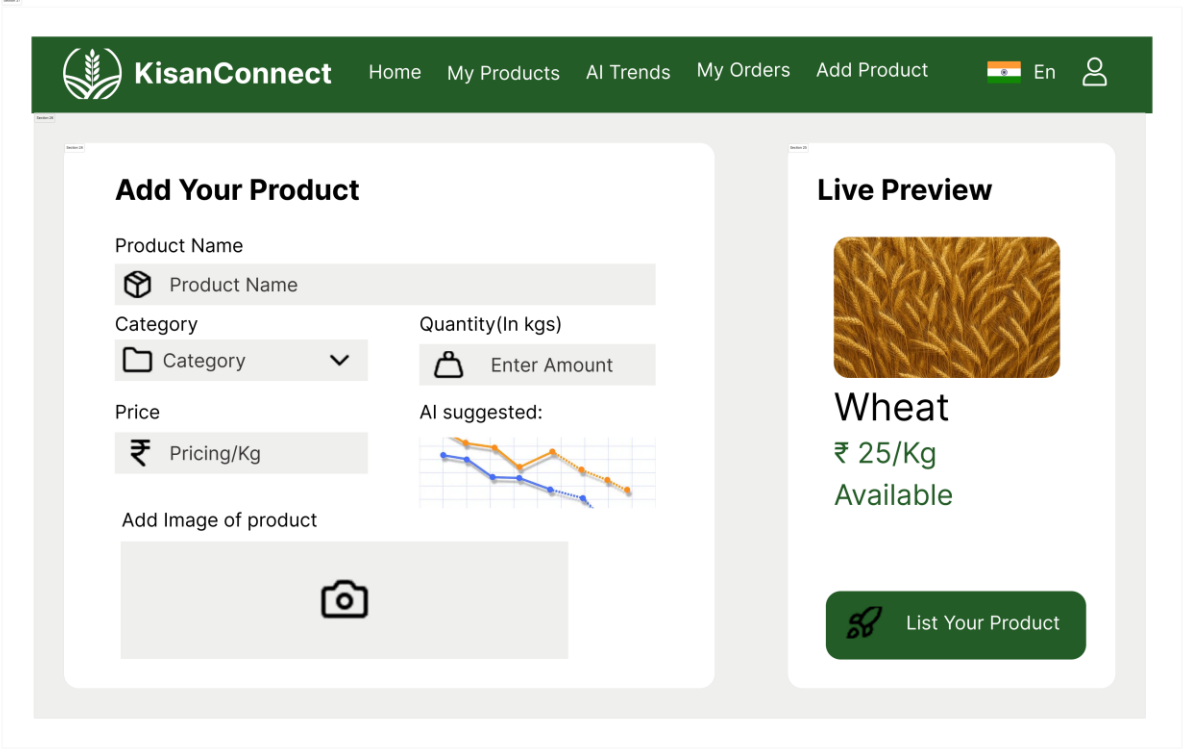 KisanConnect
Home
My Products
AI Trends
My Orders
Add Product
En
Add Your Product
Product Name
Product Name
Category
Quantity(In kgs)
Category
Enter Amount
Price
AI suggested:
Pricing/Kg
Add Image of product
Live Preview
Wheat
₹ 25/Kg
Available
List Your Product